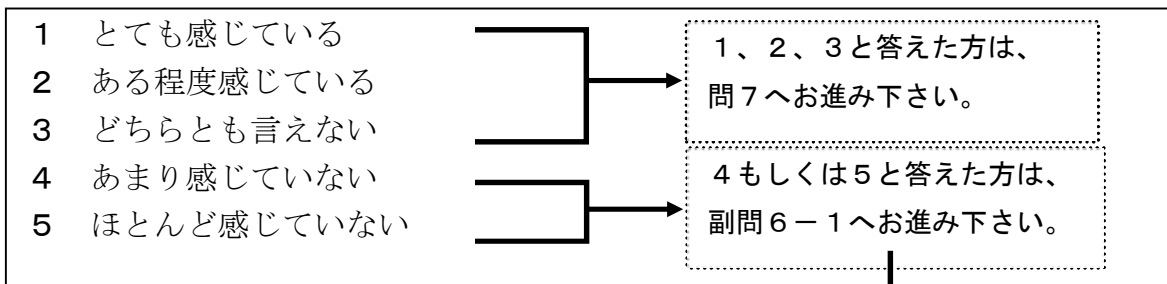 1 とても感じている
2 ある程度感じている
3 どちらとも言えない
4 あまり感じていない
5 ほとんど感じていない
１、２、３と答えた方は、
問７へお進み下さい。
４もしくは５と答えた方は、
副問６－１へお進み下さい。